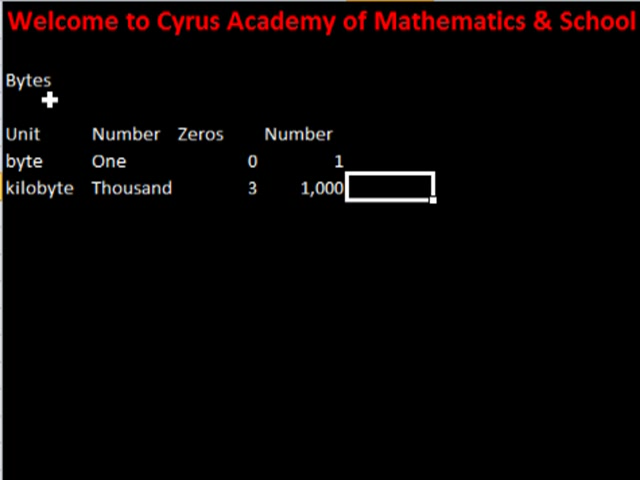 Welcome to Cyrus Academy of Mathematics & School
Bytes
Unit Number Zeros Number
byte One 0 1
kilobyte Thousand 3 1,000